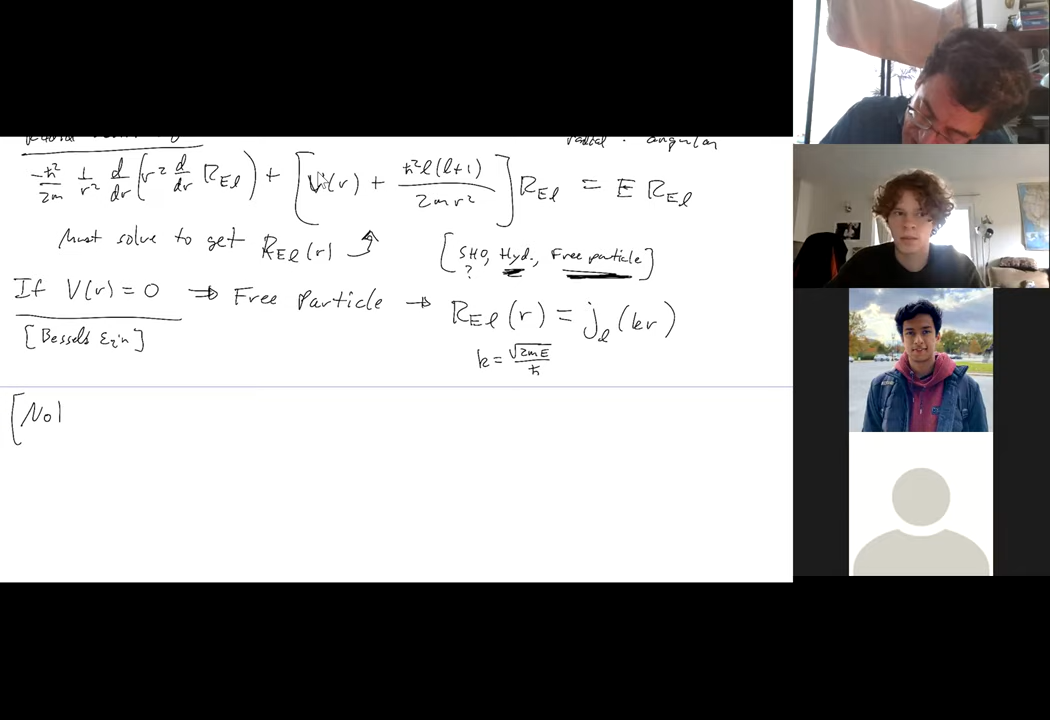 radial · angular
-ħ²/2m 1/r² d/dr (r² d/dr R_El) + [V(r) + ħ²l(l+1)/2mr²] R_El = E R_El
Must solve to get R_El(r)
[SHO, Hyd., Free particle]
?
If V(r) = 0 ⇒ Free Particle → R_El(r) = j_l(kr)
[Bessels Eq'n]
k = √2mE/ħ
[Not